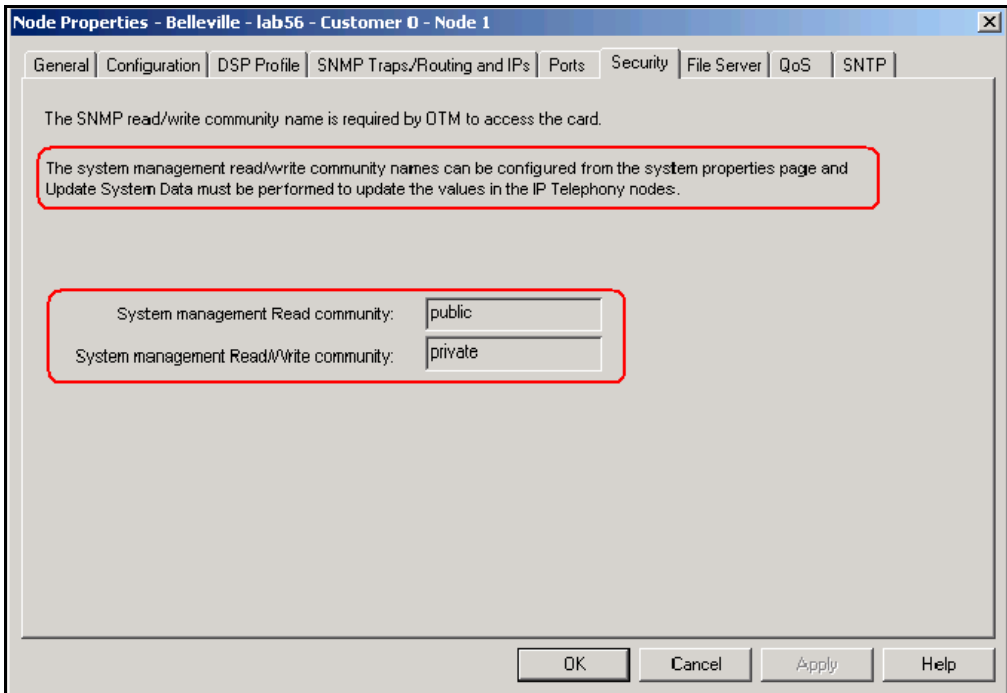 Node Properties - Belleville - lab56 - Customer 0 - Node 1
General Configuration DSP Profile SNMP Traps/Routing and IPs Ports Security File Server QoS SNTP
The SNMP read/write community name is required by OTM to access the card.
The system management read/write community names can be configured from the system properties page and
Update System Data must be performed to update the values in the IP Telephony nodes.
System management Read community: public
System management Read/Write community: private
OK Cancel Apply Help